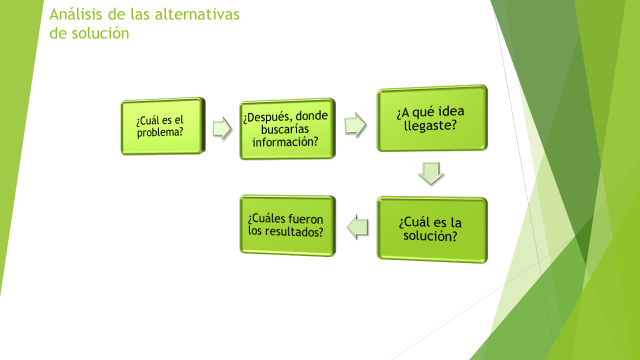 Análisis de las alternativas
de solución
¿Cuál es el
problema?
¿Después, donde
buscarías
información?
¿A qué idea
llegaste?
¿Cuál es la
solución?
¿Cuáles fueron
los resultados?